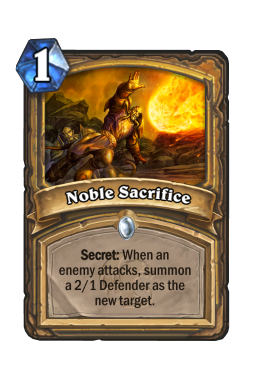 1
Noble Sacrifice
Secret: When an
enemy attacks, summon
a 2/1 Defender as the
new target.